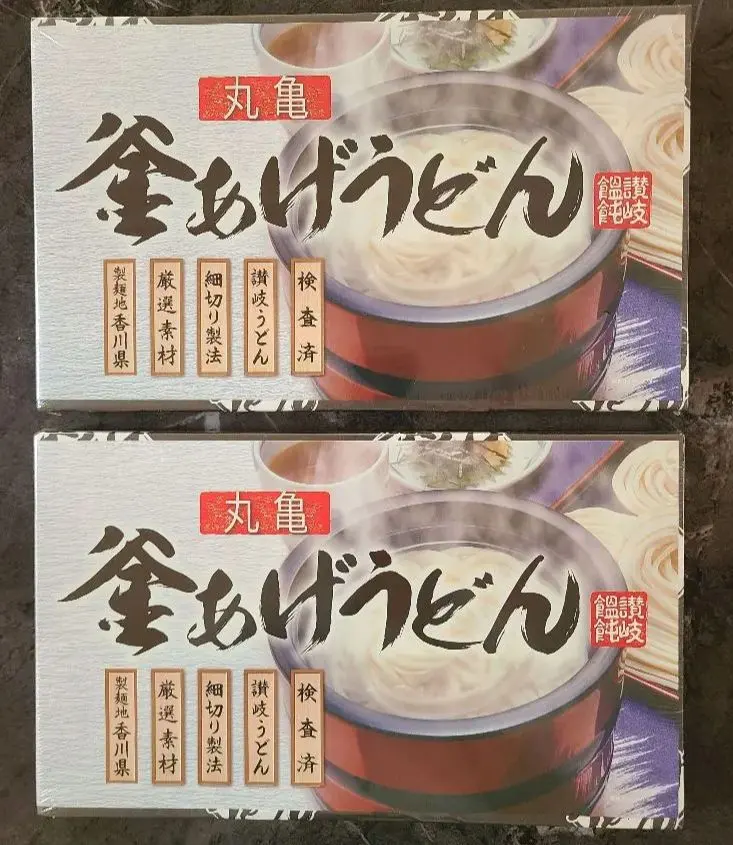 丸亀
釜あげうどん
讃岐
饂飩
検査済
讃岐うどん
細切り製法
厳選素材
製麺地 香川県
丸亀
釜あげうどん
讃岐
饂飩
検査済
讃岐うどん
細切り製法
厳選素材
製麺地 香川県